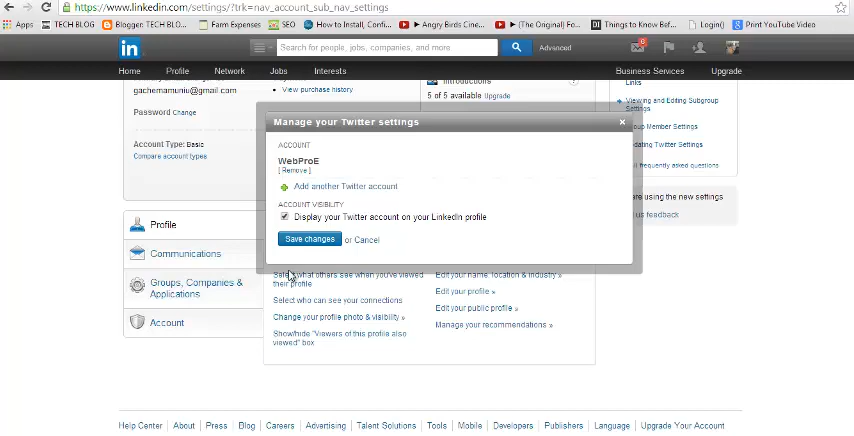 https://www.linkedin.com/settings/?trk=nav_account_sub_nav_settings
Apps TECH BLOG Blogger: TECH BLO... Farm Expenses SEO How to Install, Confi... Angry Birds Cine... (The Original) Fo... Things to Know Bef... Login() Print YouTube Video
in Search for people, jobs, companies, and more Advanced
Home Profile Network Jobs Interests Business Services Upgrade
gachemamuniu@gmail.com
Password Change
Account Type: Basic
Compare account types
View purchase history
Introductions
5 of 5 available Upgrade
Links
Viewing and Editing Subgroup
Settings
Member Settings
Twitter Settings
frequently asked questions
are using the new settings
us feedback
Manage your Twitter settings
ACCOUNT
WebProE
[ Remove ]
Add another Twitter account
ACCOUNT VISIBILITY
Display your Twitter account on your LinkedIn profile
Save changes or Cancel
Profile
Communications
Groups, Companies &
Applications
Account
Select what others see when you've viewed
their profile
Select who can see your connections
Change your profile photo & visibility »
Show/hide "Viewers of this profile also
viewed" box
Edit your name, location & industry »
Edit your profile »
Edit your public profile »
Manage your recommendations »
Help Center About Press Blog Careers Advertising Talent Solutions Tools Mobile Developers Publishers Language Upgrade Your Account